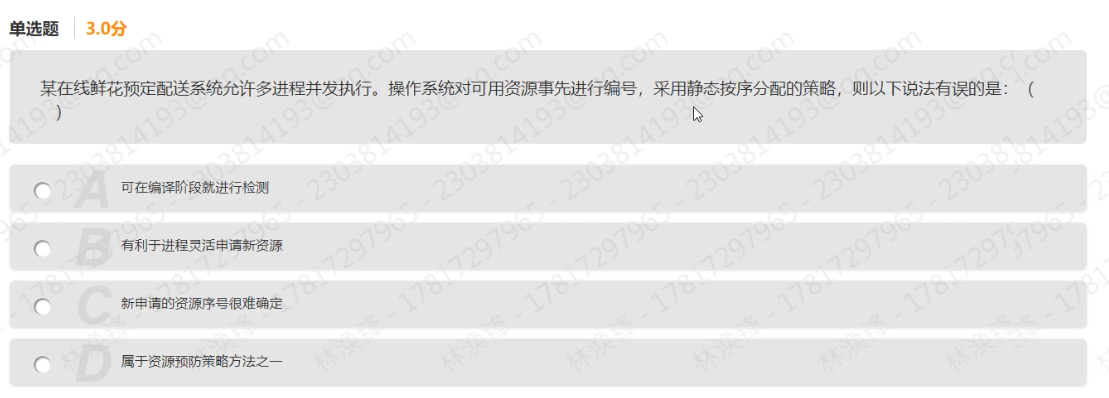 单选题 3.0分
某在线鲜花预定配送系统允许多进程并发执行。操作系统对可用资源事先进行编号，采用静态按序分配的策略，则以下说法有误的是：（
）
A 可在编译阶段就进行检测
B 有利于进程灵活申请新资源
C 新申请的资源序号很难确定
D 属于资源预防策略方法之一